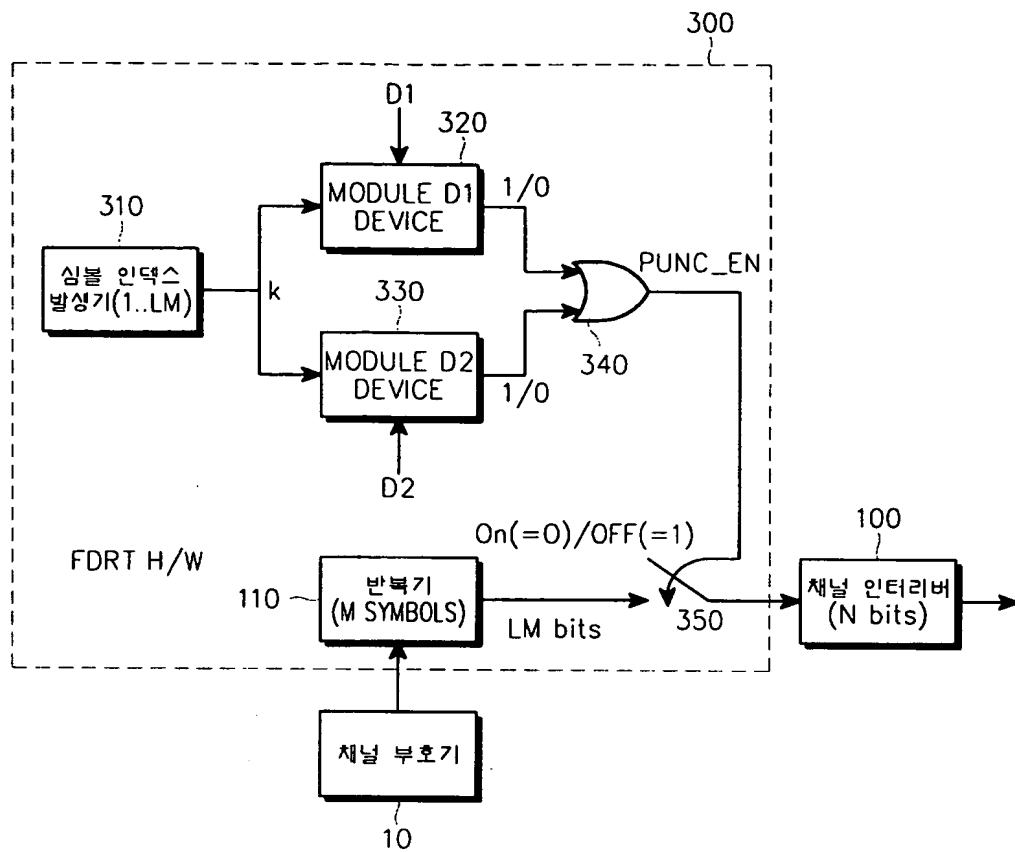 300
D1
320
MODULE D1
DEVICE
1/0
310
심볼 인덱스
발생기(1..LM)
k
PUNC_EN
330
340
MODULE D2
DEVICE
1/0
D2
On(=0)/OFF(=1)
FDRT H/W
110
반복기
(M SYMBOLS)
LM bits
350
100
채널 인터리버
(N bits)
채널 부호기
10